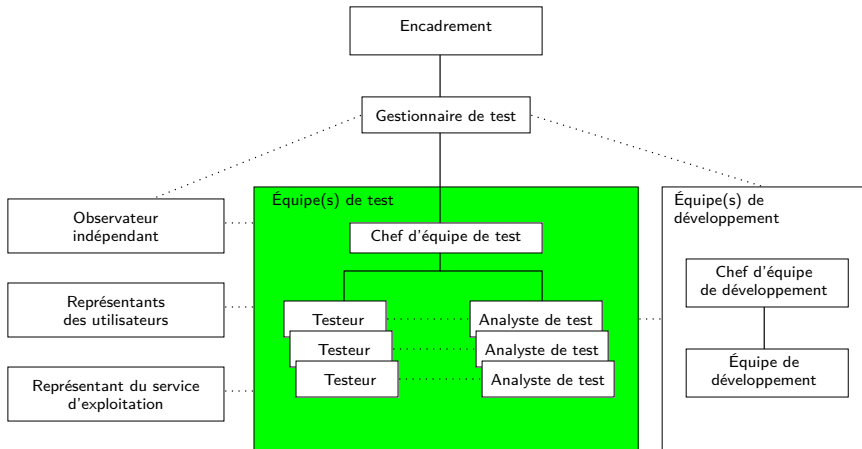 Encadrement
Gestionnaire de test
Équipe(s) de test
Équipe(s) de
développement
Observateur
indépendant
Chef d'équipe de test
Chef d'équipe
de développement
Représentants
des utilisateurs
Testeur
Analyste de test
Testeur
Analyste de test
Testeur
Analyste de test
Équipe de
développement
Représentant du service
d'exploitation